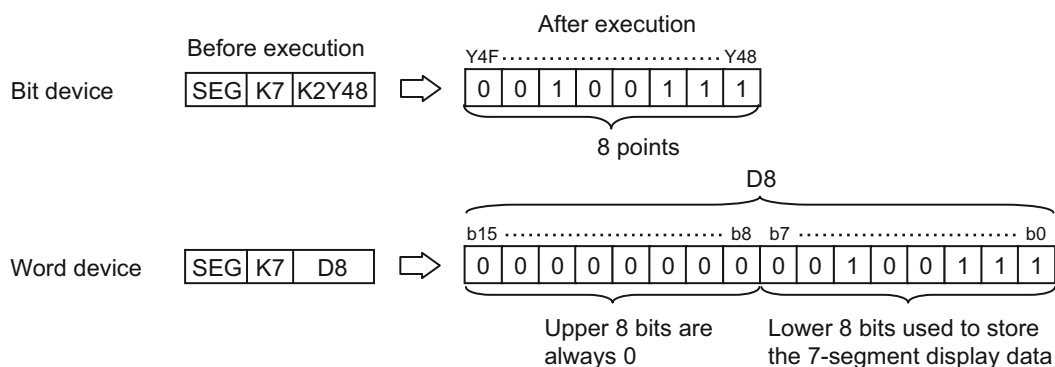 After execution
Before execution
Y4F Y48
Bit device SEG K7 K2Y48 0 0 1 0 0 1 1 1
8 points
D8
b15 b8 b7 b0
Word device SEG K7 D8 0 0 0 0 0 0 0 0 0 0 1 0 0 1 1 1
Upper 8 bits are Lower 8 bits used to store
always 0 the 7-segment display data